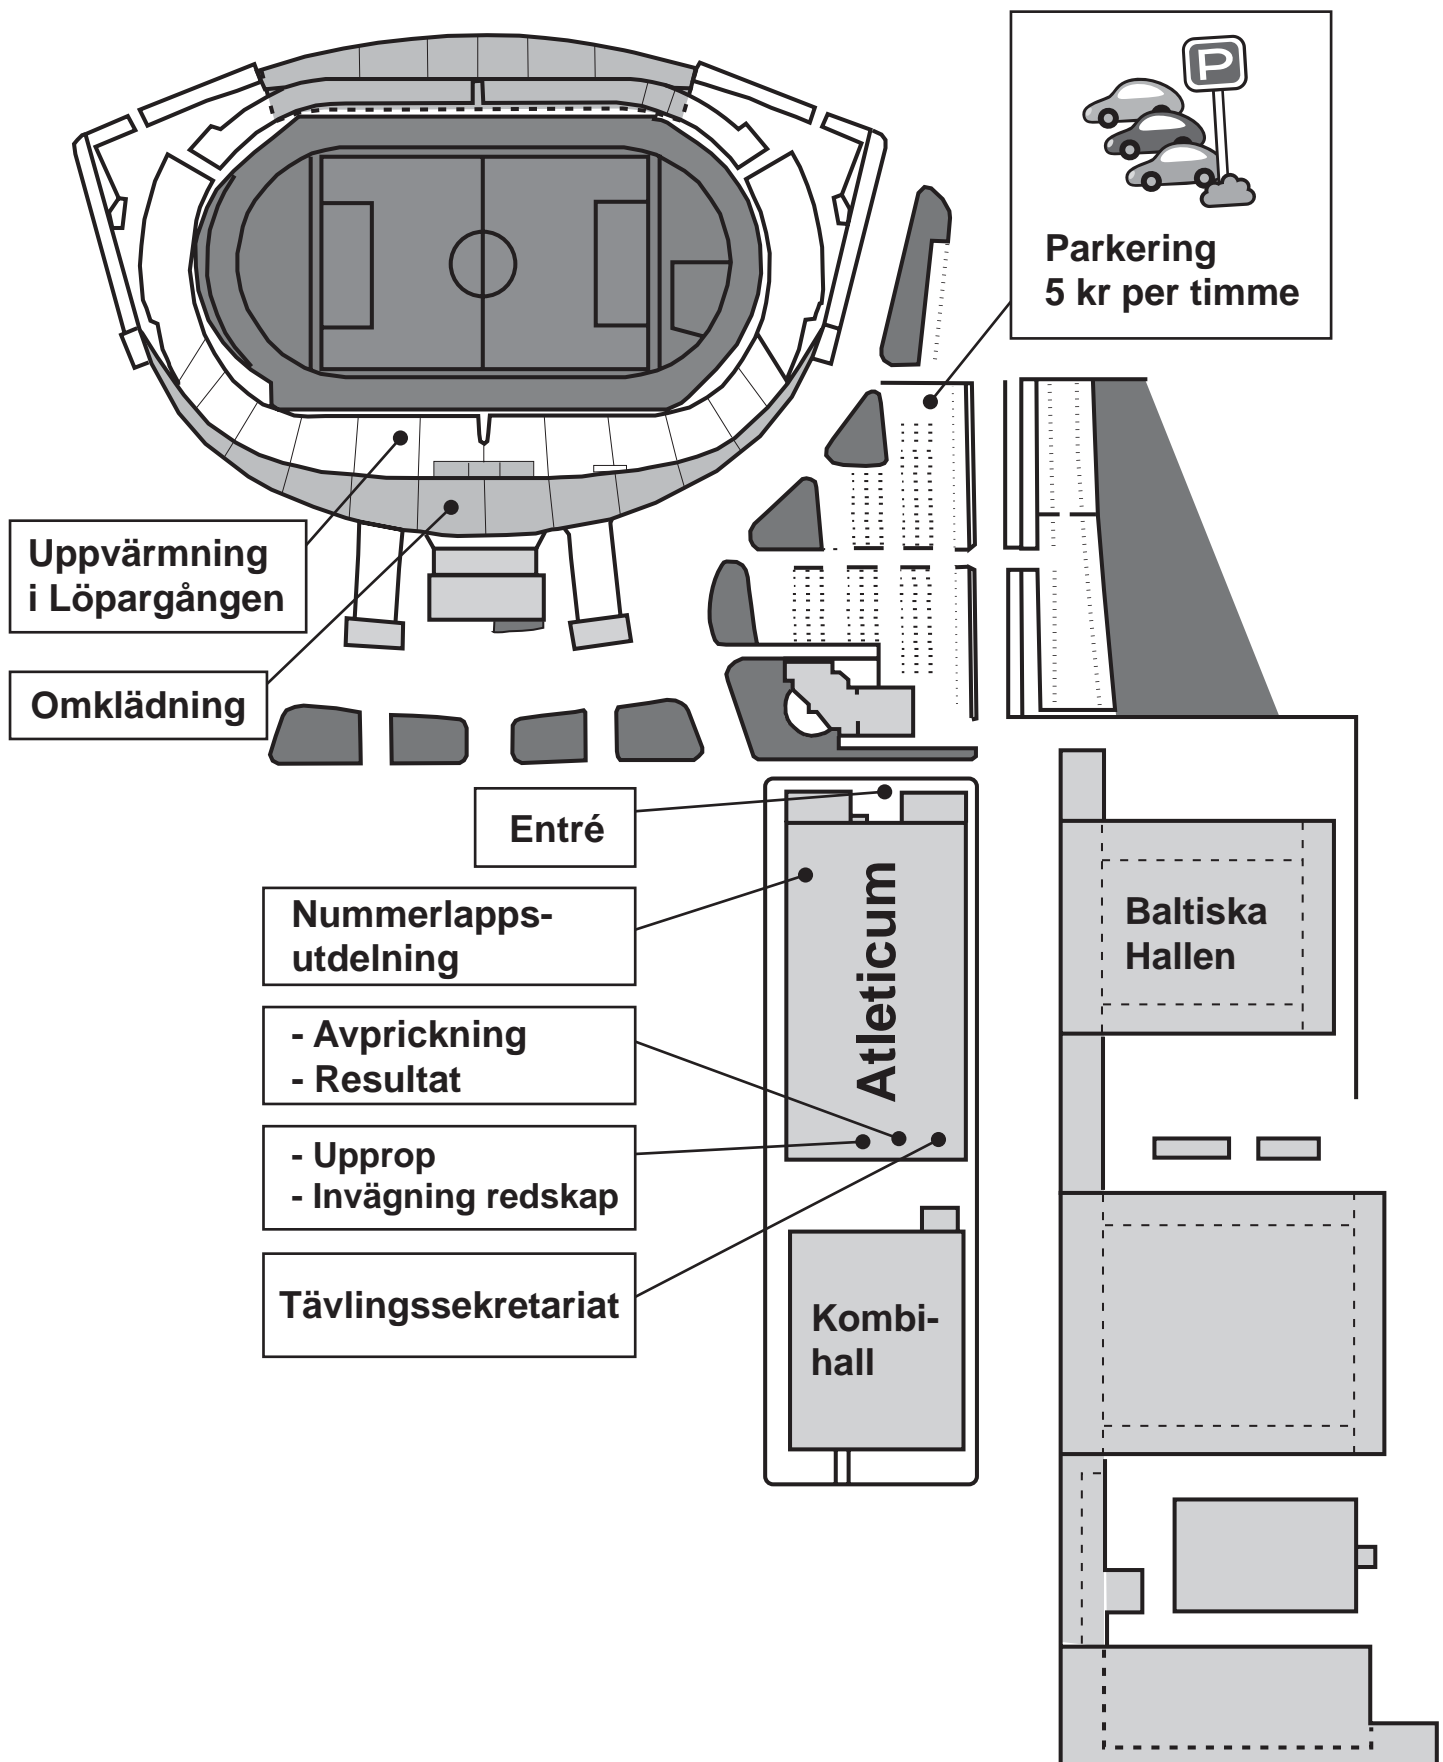 P
Parkering
5 kr per timme
Uppvärmning
i Löpargången
Omklädning
Entré
Nummerlapps-
utdelning
- Avprickning
- Resultat
- Upprop
- Invägning redskap
Tävlingssekretariat
Atleticum
Baltiska
Hallen
Kombi-
hall